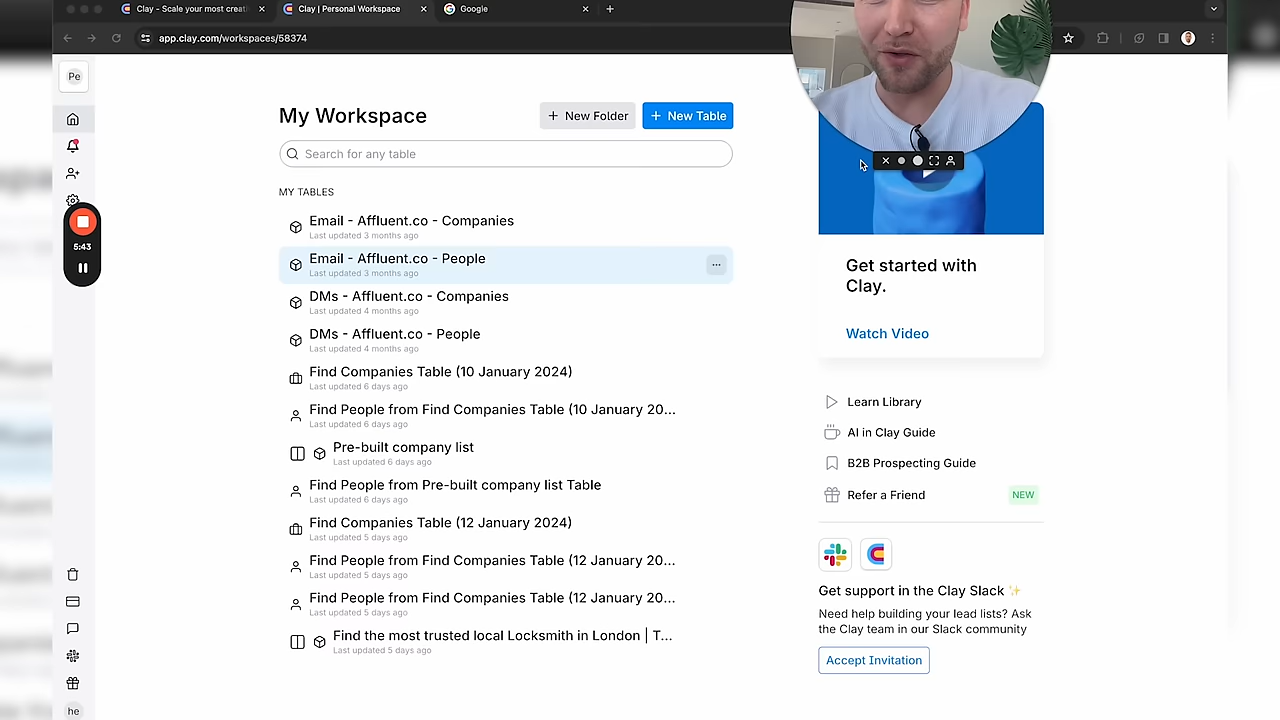 Clay - Scale your most creati
Clay | Personal Workspace
Google
app.clay.com/workspaces/58374
Pe
My Workspace
New Folder
New Table
Search for any table
MY TABLES
Email - Affluent.co - Companies
Last updated 3 months ago
Email - Affluent.co - People
Last updated 3 months ago
DMs - Affluent.co - Companies
Last updated 4 months ago
DMs - Affluent.co - People
Last updated 4 months ago
Find Companies Table (10 January 2024)
Last updated 6 days ago
Find People from Find Companies Table (10 January 20...
Last updated 6 days ago
Pre-built company list
Last updated 6 days ago
Find People from Pre-built company list Table
Last updated 6 days ago
Find Companies Table (12 January 2024)
Last updated 5 days ago
Find People from Find Companies Table (12 January 20...
Last updated 5 days ago
Find People from Find Companies Table (12 January 20...
Last updated 5 days ago
Find the most trusted local Locksmith in London | T...
Last updated 5 days ago
5:43
he
Get started with
Clay.
Watch Video
Learn Library
AI in Clay Guide
B2B Prospecting Guide
Refer a Friend
NEW
Get support in the Clay Slack ✨
Need help building your lead lists? Ask
the Clay team in our Slack community
Accept Invitation